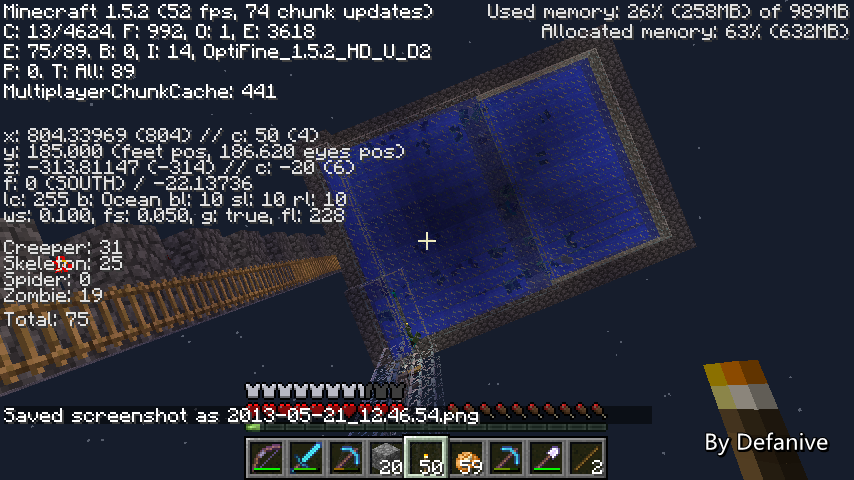 Minecraft 1.5.2 (52 fps, 74 chunk updates)
C: 13/4624, F: 992, O: 1, E: 3618
E: 75/89. B: 0, I: 14, OptiFine_1.5.2_HD_U_D2
P: 0. T: All: 89
MultiplayerChunkCache: 441
Used memory: 26% (258MB) of 989MB
Allocated memory: 63% (632MB)
x: 804.33969 (804) // c: 50 (4)
y: 185.000 (feet pos, 186.620 eyes pos)
z: -313.81147 (-314) // c: -20 (6)
f: 0 (SOUTH) / -22.13736
lc: 255 b: Ocean bl: 10 sl: 10 rl: 10
ws: 0.100, fs: 0.050, g: true, fl: 228
Creeper: 31
Skeleton: 25
Spider: 0
Zombie: 19
Total: 75
Saved screenshot as 2013-05-21_12.46.54.png
20 50 59 2
By Defanive